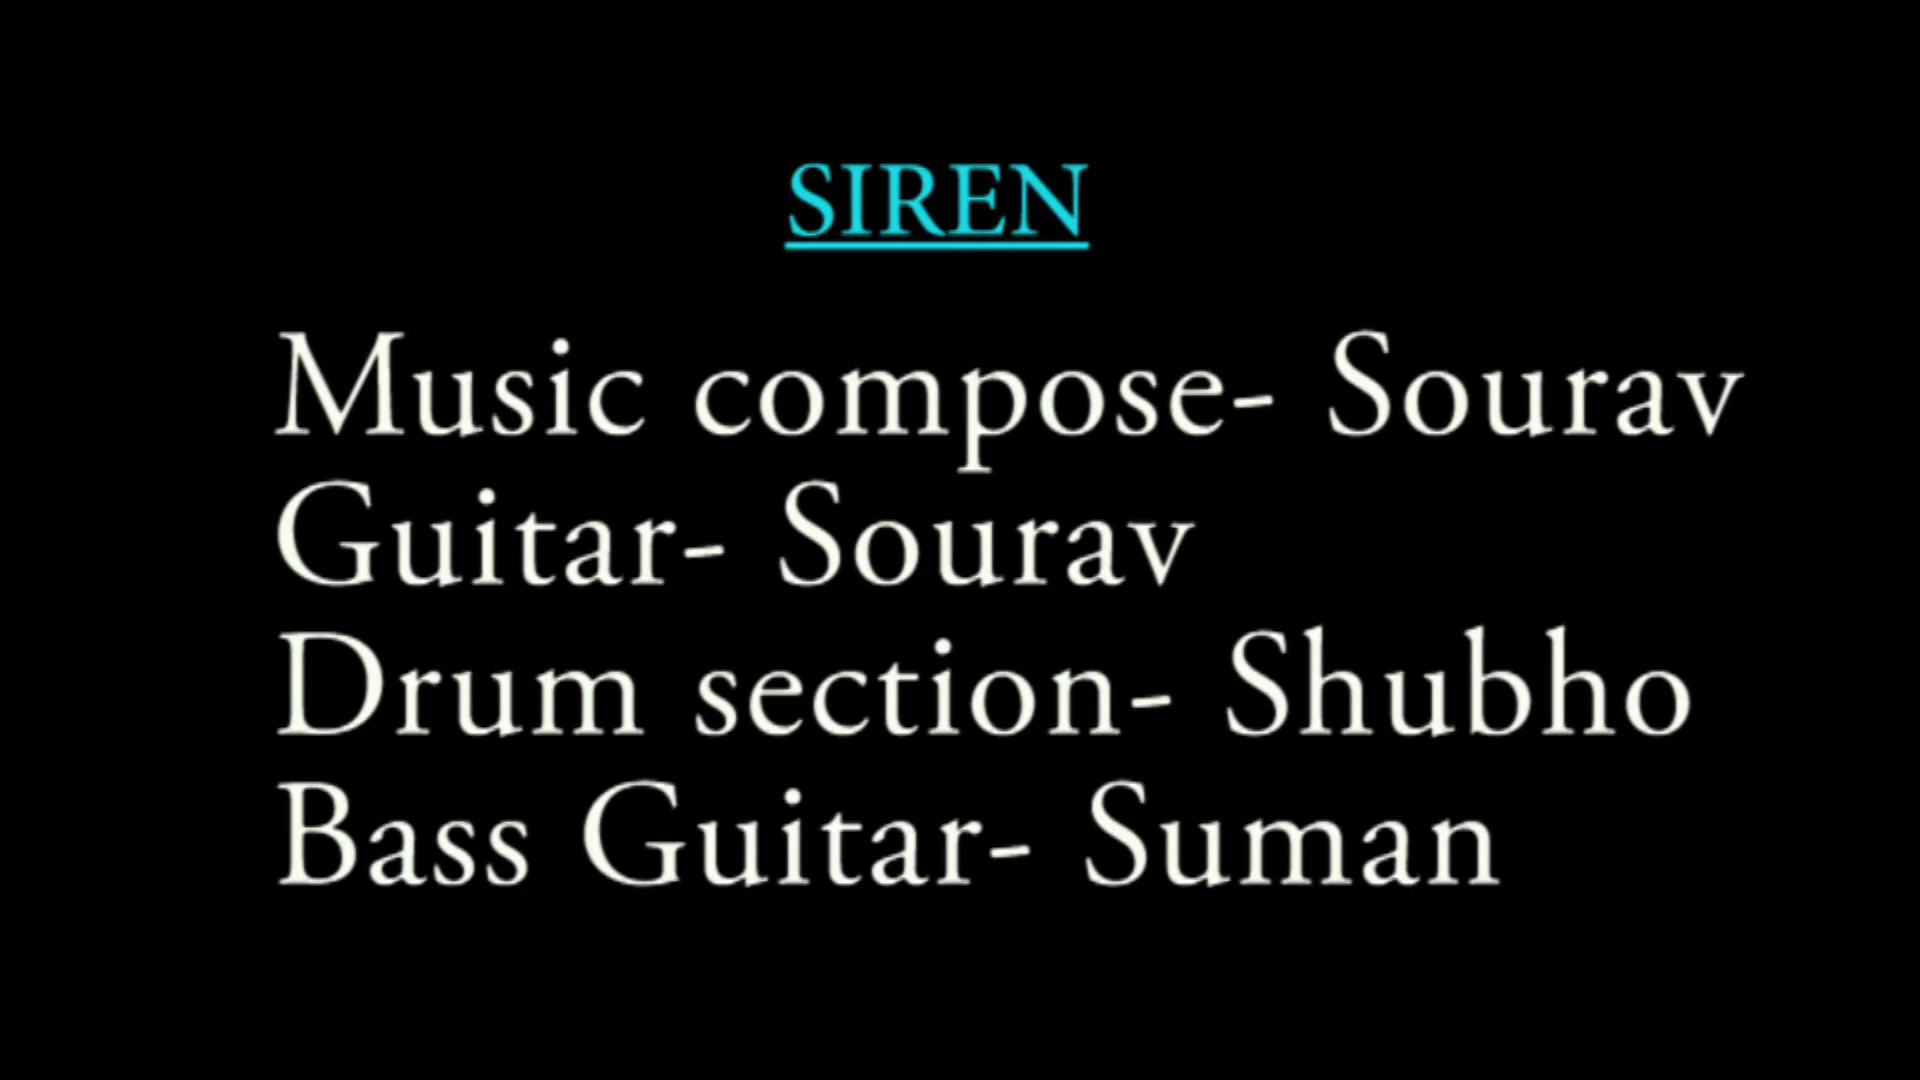 SIREN
Music compose- Sourav
Guitar- Sourav
Drum section- Shubho
Bass Guitar- Suman